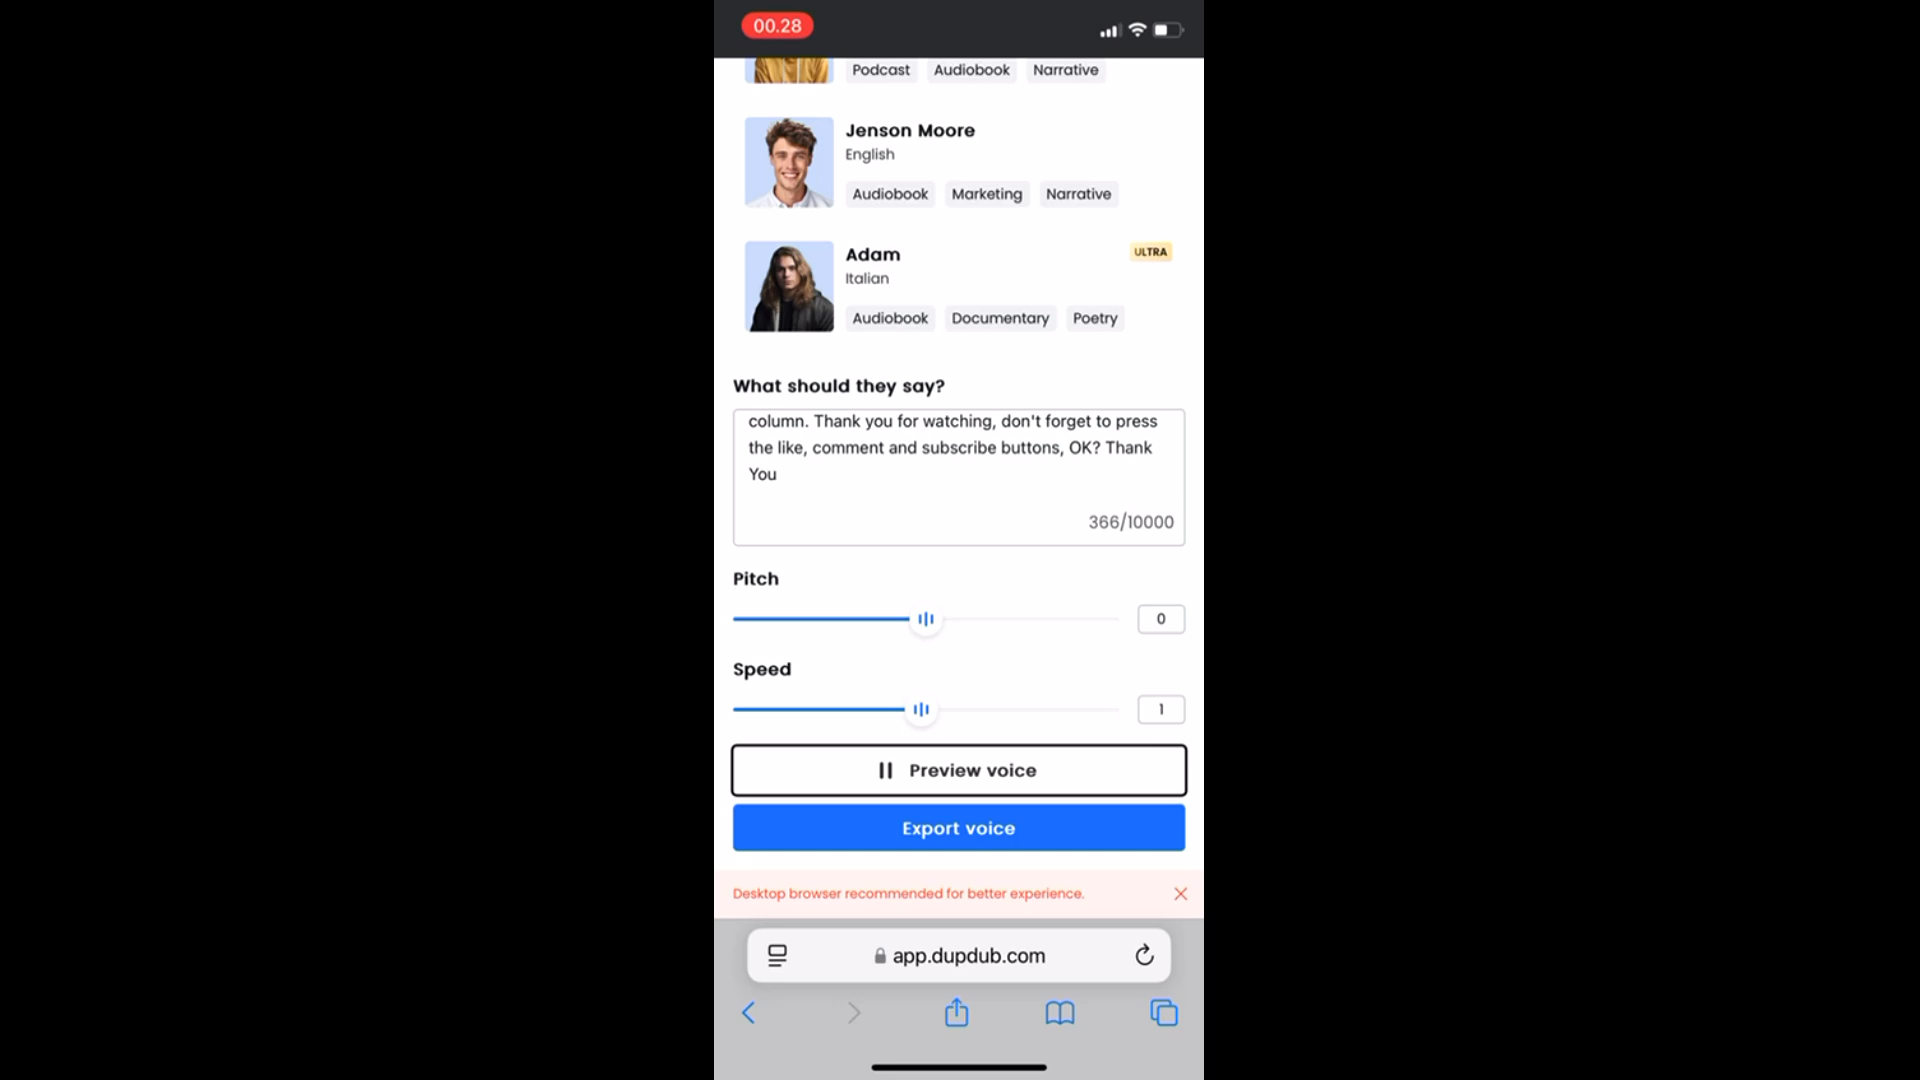 00.28
Podcast Audiobook Narrative
Jenson Moore
English
Audiobook Marketing Narrative
Adam
ULTRA
Italian
Audiobook Documentary Poetry
What should they say?
column. Thank you for watching, don't forget to press
the like, comment and subscribe buttons, OK? Thank
You
366/10000
Pitch
0
Speed
1
Preview voice
Export voice
Desktop browser recommended for better experience.
app.dupdub.com